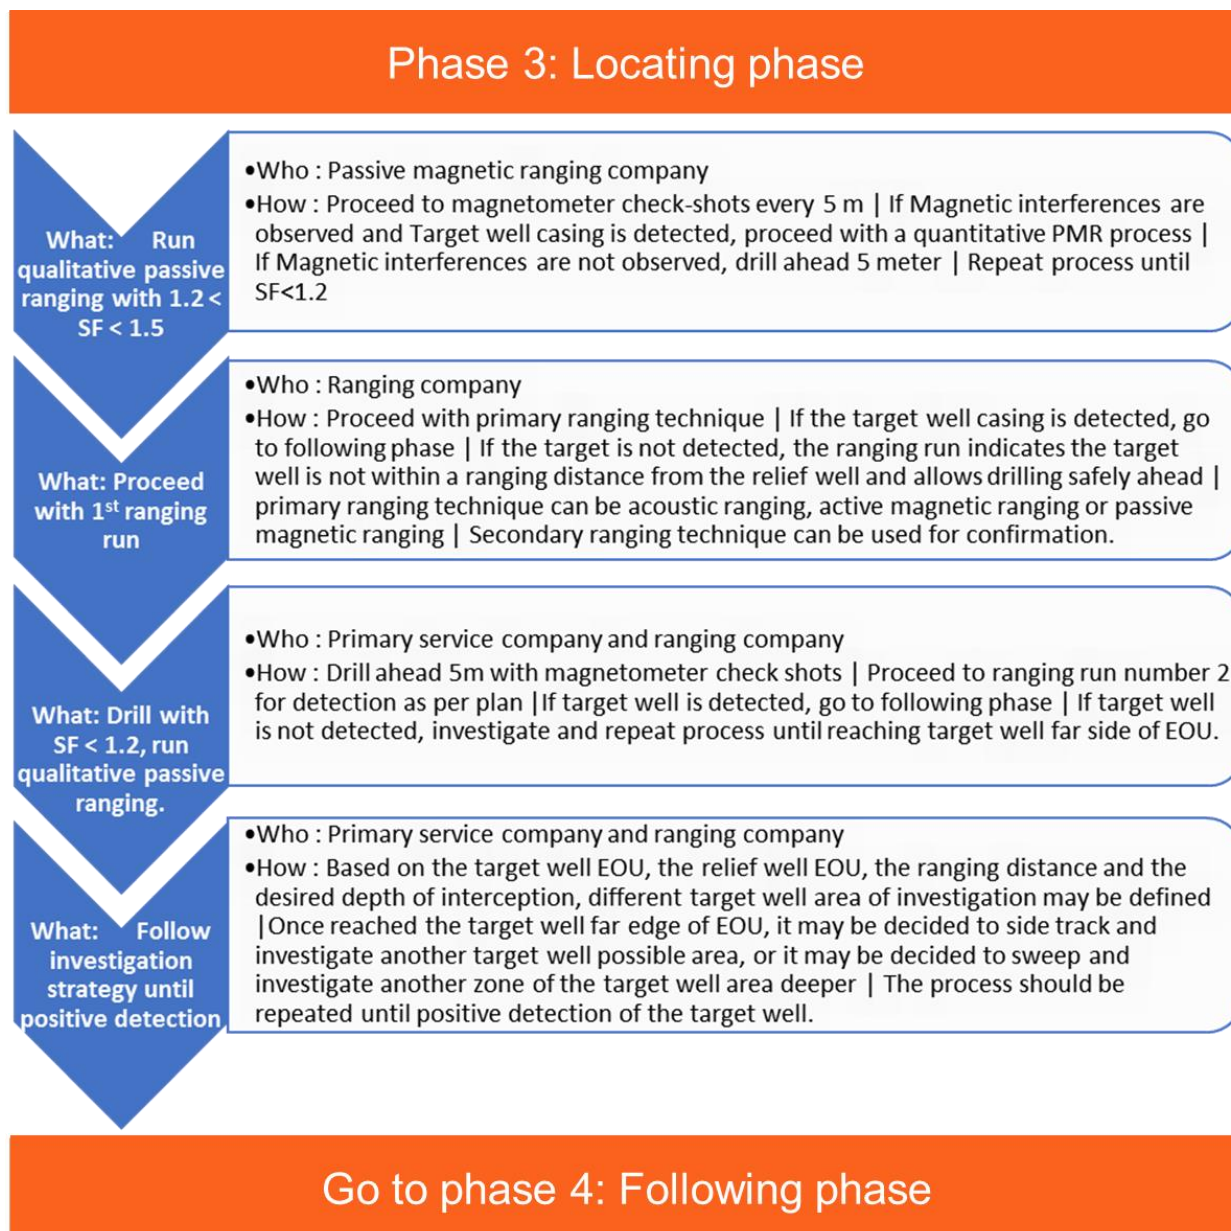 Phase 3: Locating phase
What: Run
qualitative passive
ranging with 1.2 <
SF < 1.5
•Who : Passive magnetic ranging company
•How : Proceed to magnetometer check-shots every 5 m | If Magnetic interferences are
observed and Target well casing is detected, proceed with a quantitative PMR process |
If Magnetic interferences are not observed, drill ahead 5 meter | Repeat process until
SF<1.2
What: Proceed
with 1st ranging
run
•Who : Ranging company
•How : Proceed with primary ranging technique | If the target well casing is detected, go
to following phase | If the target is not detected, the ranging run indicates the target
well is not within a ranging distance from the relief well and allows drilling safely ahead |
primary ranging technique can be acoustic ranging, active magnetic ranging or passive
magnetic ranging | Secondary ranging technique can be used for confirmation.
What: Drill with
SF < 1.2, run
qualitative passive
ranging.
•Who : Primary service company and ranging company
•How : Drill ahead 5m with magnetometer check shots | Proceed to ranging run number 2
for detection as per plan |If target well is detected, go to following phase | If target well
is not detected, investigate and repeat process until reaching target well far side of EOU.
What: Follow
investigation
strategy until
positive detection
•Who : Primary service company and ranging company
•How : Based on the target well EOU, the relief well EOU, the ranging distance and the
desired depth of interception, different target well area of investigation may be defined
|Once reached the target well far edge of EOU, it may be decided to side track and
investigate another target well possible area, or it may be decided to sweep and
investigate another zone of the target well area deeper | The process should be
repeated until positive detection of the target well.
Go to phase 4: Following phase